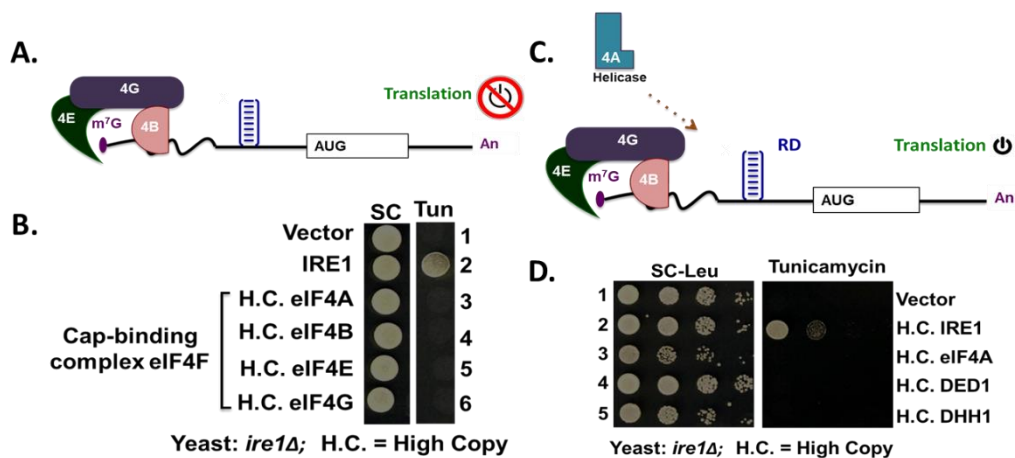 A.
4G
4E
m⁷G
4B
Translation
AUG
An
B.
SC
Tun
Vector
1
IRE1
2
Cap-binding
complex eIF4F
H.C. eIF4A
3
H.C. eIF4B
4
H.C. eIF4E
5
H.C. eIF4G
6
Yeast: ire1Δ; H.C. = High Copy
C.
4A
Helicase
4G
4E
m⁷G
4B
RD
Translation
AUG
An
D.
SC-Leu
Tunicamycin
1
Vector
2
H.C. IRE1
3
H.C. eIF4A
4
H.C. DED1
5
H.C. DHH1
Yeast: ire1Δ; H.C. = High Copy